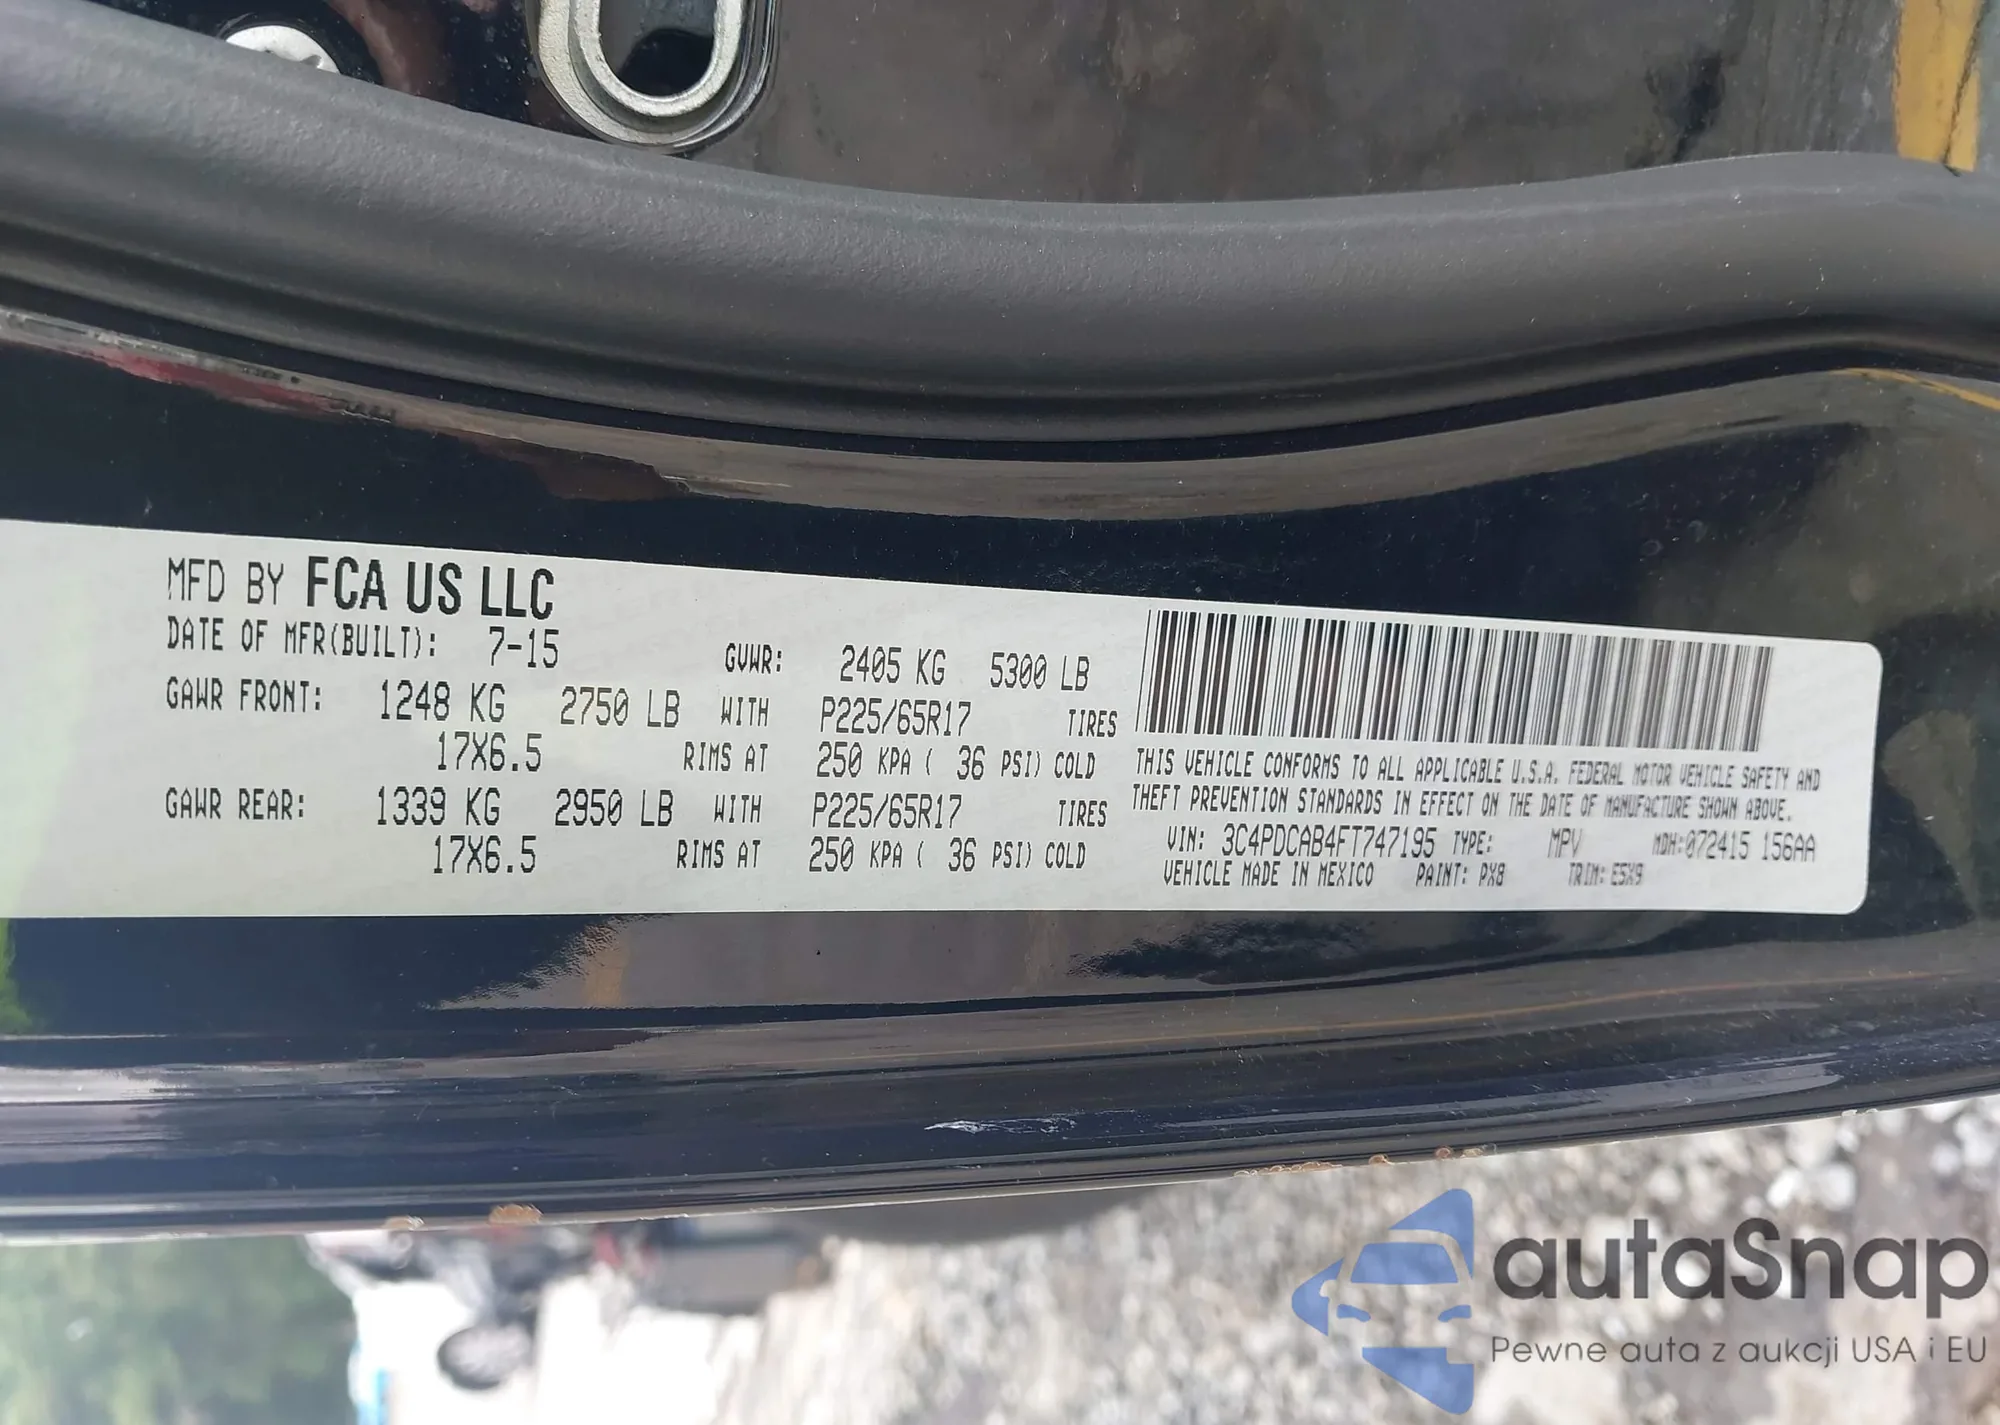 MFD BY FCA US LLC
DATE OF MFR(BUILT): 7-15 GVWR: 2405 KG 5300 LB
GAWR FRONT: 1248 KG 2750 LB WITH P225/65R17 TIRES
17X6.5 RIMS AT 250 KPA ( 36 PSI) COLD
GAWR REAR: 1339 KG 2950 LB WITH P225/65R17 TIRES
17X6.5 RIMS AT 250 KPA ( 36 PSI) COLD
THIS VEHICLE CONFORMS TO ALL APPLICABLE U.S.A. FEDERAL MOTOR VEHICLE SAFETY AND
THEFT PREVENTION STANDARDS IN EFFECT ON THE DATE OF MANUFACTURE SHOWN ABOVE.
VIN: 3C4PDCAB4FT747195 TYPE: MPV MDH:072415 156AA
VEHICLE MADE IN MEXICO PAINT: PX8 TRIM: E5X9
autaSnap
Pewne auta z aukcji USA i EU